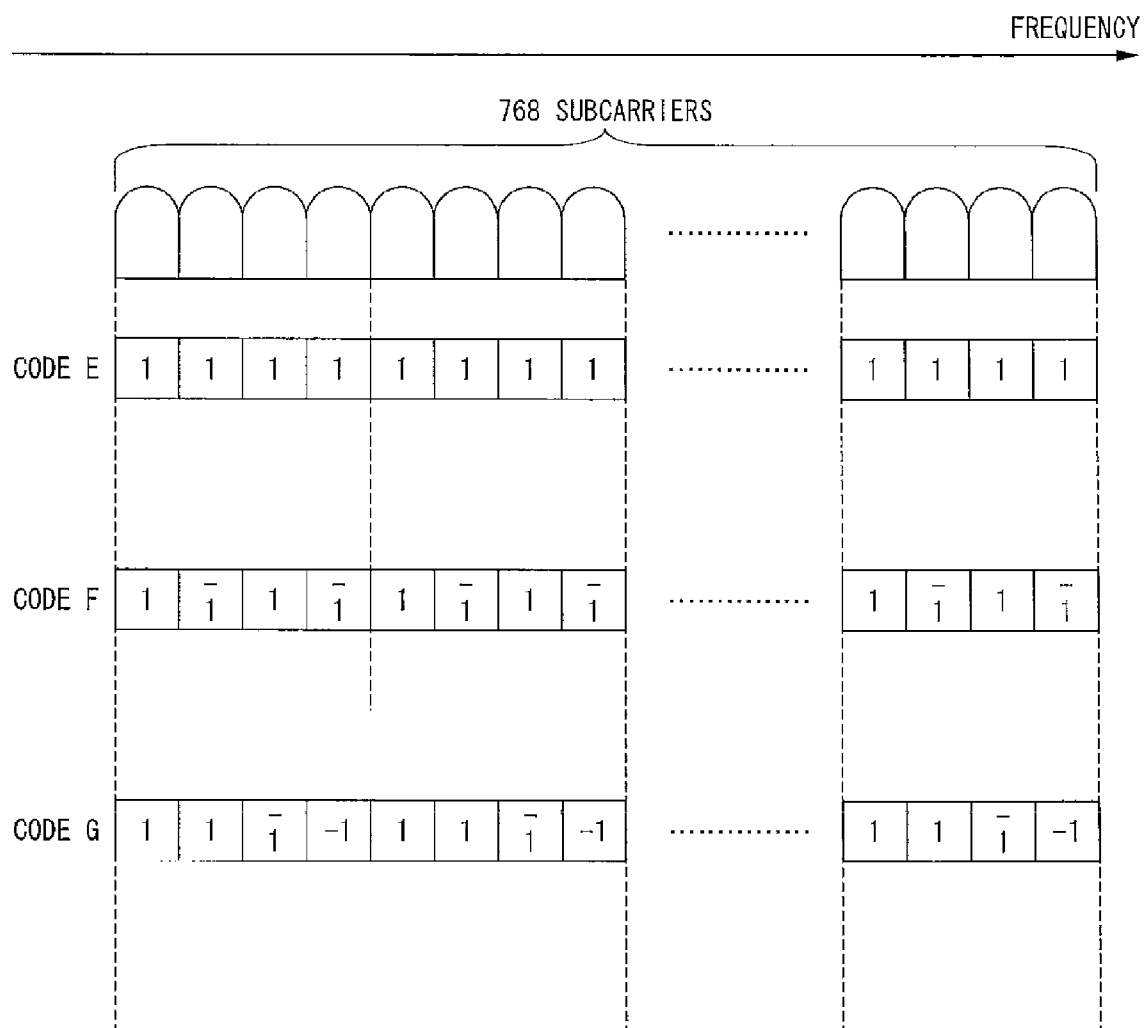 FREQUENCY
768 SUBCARRIERS
CODE E 1 1 1 1 1 1 1 1 ............. 1 1 1 1
CODE F 1 1̅ 1 1̅ 1 1̅ 1 1̅ ............. 1 1̅ 1 1̅
CODE G 1 1 1̅ -1 1 1 1̅ -1 ............. 1 1 1̅ -1